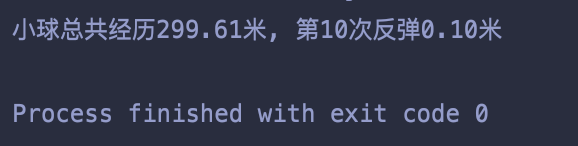 小球总共经历299.61米, 第10次反弹0.10米
Process finished with exit code 0